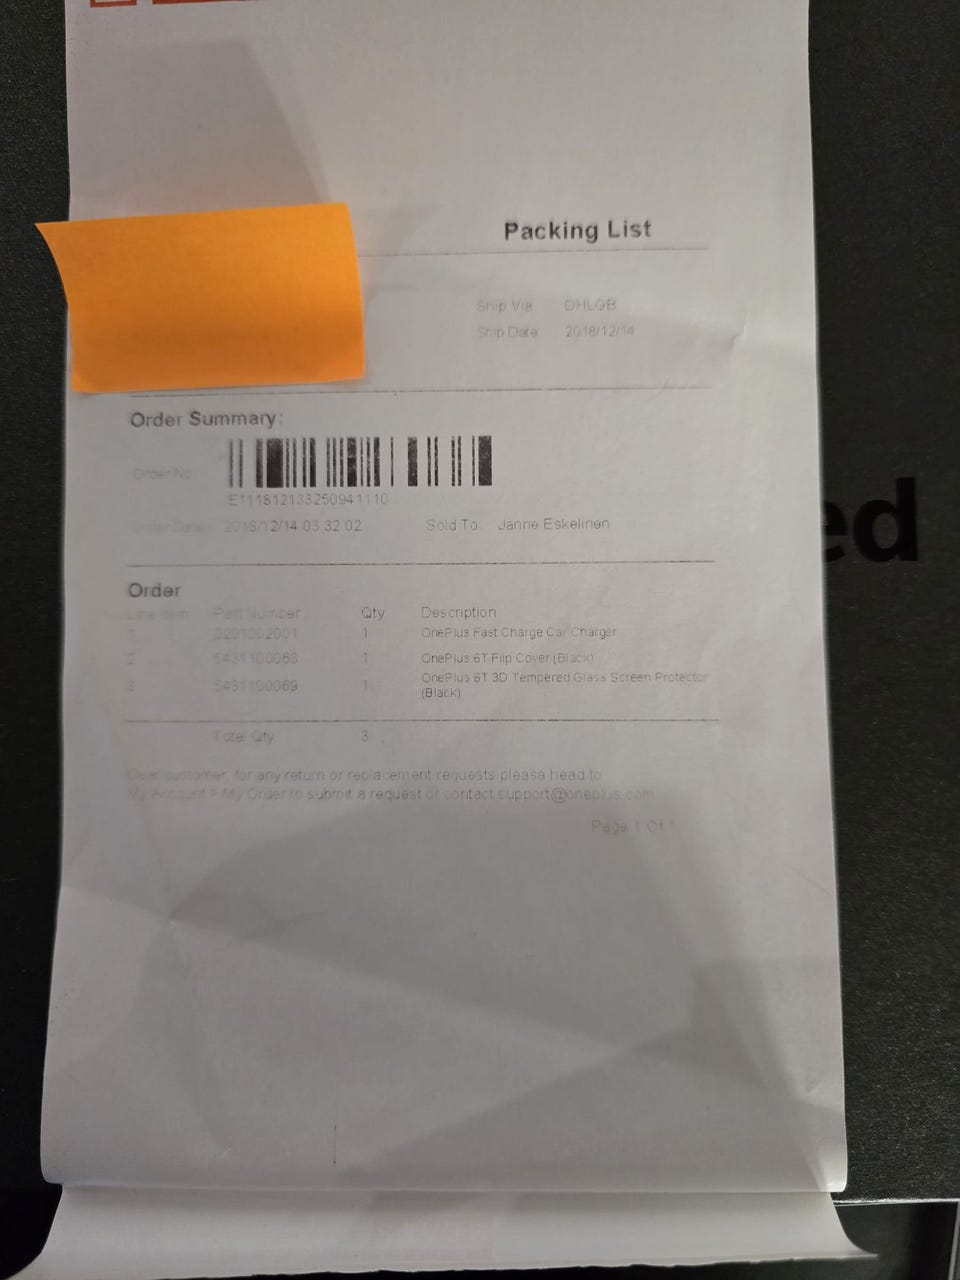 Packing List
Ship Via DHLGB
Ship Date 2018/12/14
Order Summary:
Order No
E111812133250941110
Order Date 2018/12/14 03:32:02 Sold To Janne Eskelinen
Order
Line Item Part Number Qty Description
1 0201002001 1 OnePlus Fast Charge Car Charger
2 5431100068 1 OnePlus 6T Flip Cover (Black)
3 5431100069 1 OnePlus 6T 3D Tempered Glass Screen Protector
(Black)
Total Qty 3
Dear customer, for any return or replacement requests please head to
My Account > My Order to submit a request or contact support@oneplus.com
Page 1 Of 1
ed